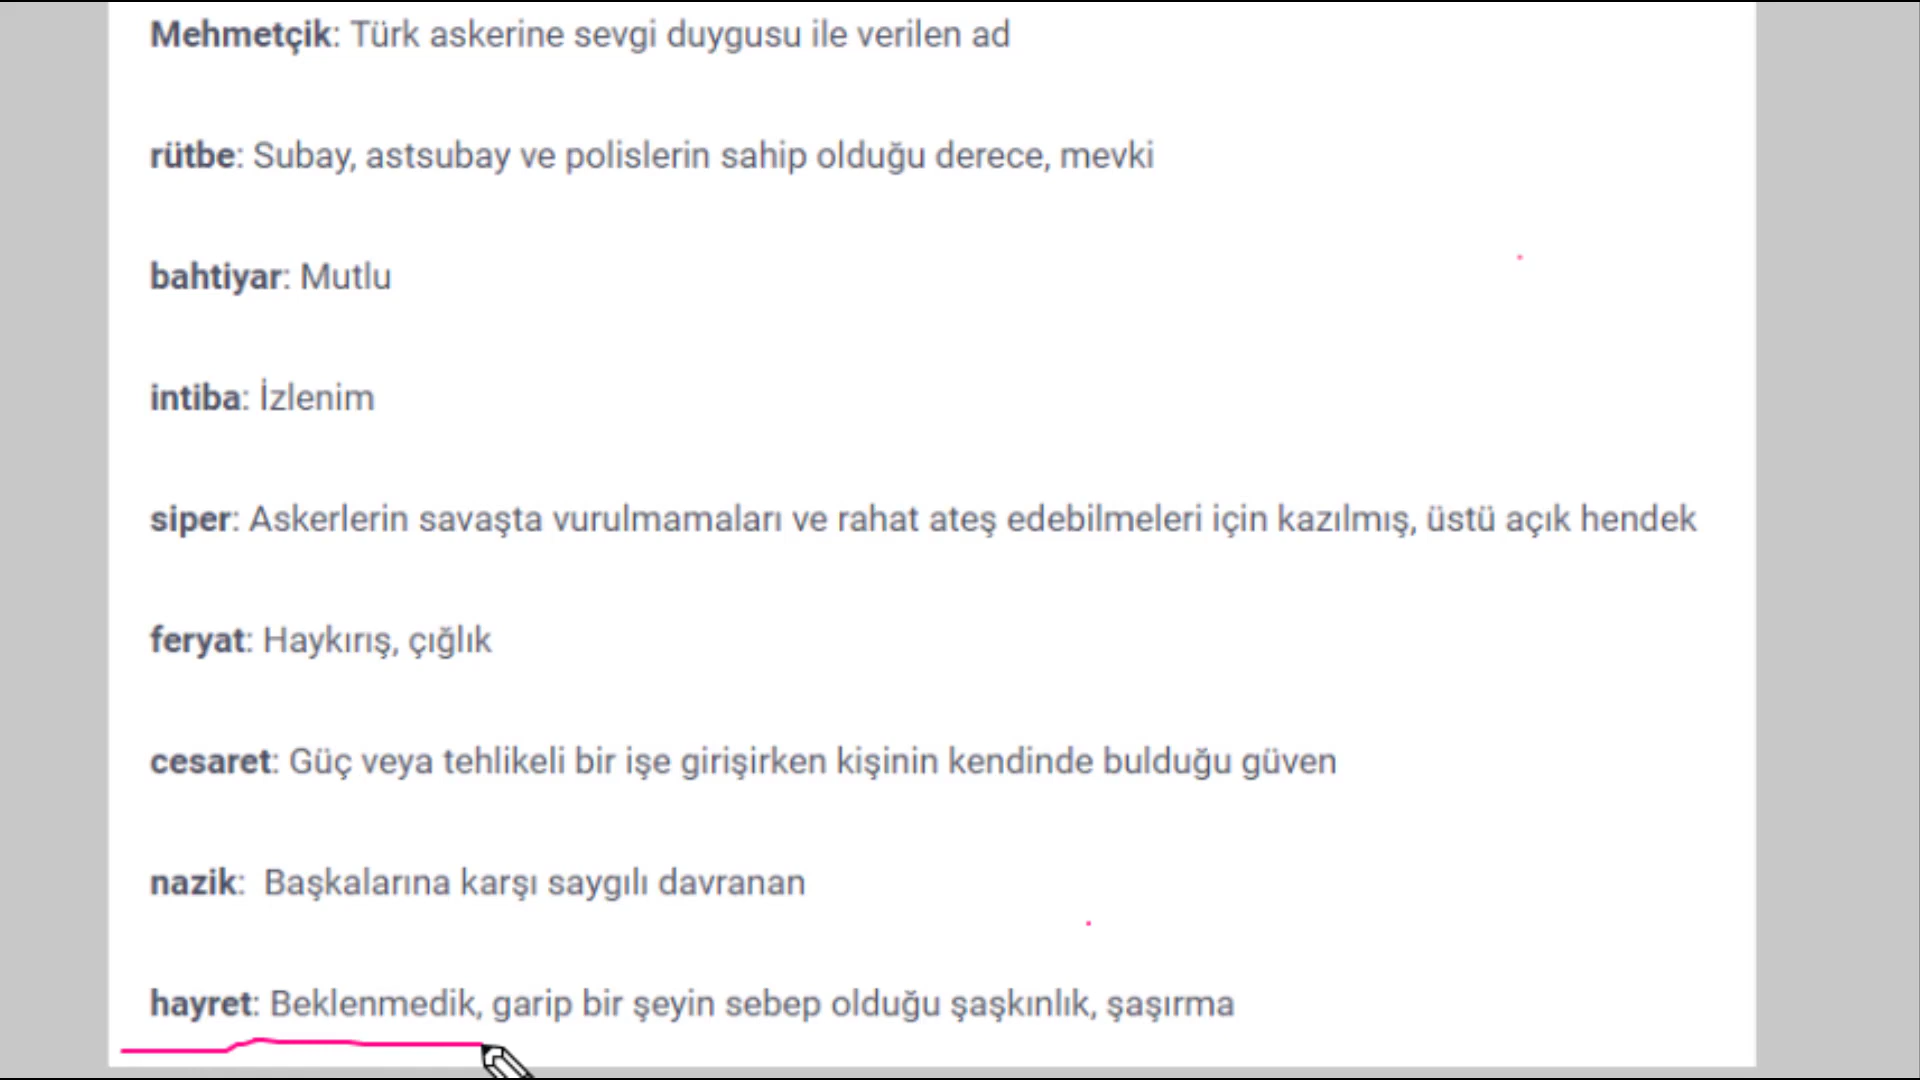 Mehmetçik: Türk askerine sevgi duygusu ile verilen ad
rütbe: Subay, astsubay ve polislerin sahip olduğu derece, mevki
bahtiyar: Mutlu
intiba: İzlenim
siper: Askerlerin savaşta vurulmamaları ve rahat ateş edebilmeleri için kazılmış, üstü açık hendek
feryat: Haykırış, çığlık
cesaret: Güç veya tehlikeli bir işe girişirken kişinin kendinde bulduğu güven
nazik:  Başkalarına karşı saygılı davranan
hayret: Beklenmedik, garip bir şeyin sebep olduğu şaşkınlık, şaşırma